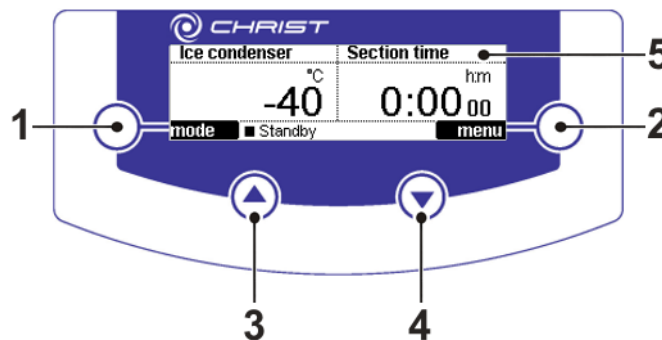 CHRIST
Ice condenser Section time 5
°C h:m
-40 0:00 00
1 mode ■ Standby menu 2
3 4